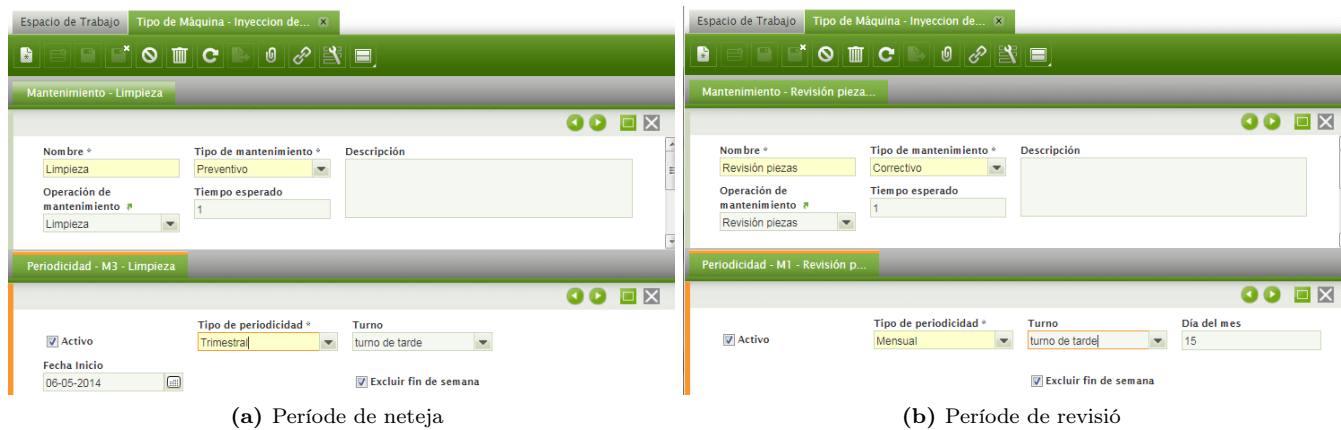 Espacio de Trabajo Tipo de Máquina - Inyeccion de... x
Mantenimiento - Limpieza
Nombre * Tipo de mantenimiento * Descripción
Limpieza Preventivo
Operación de mantenimiento Tiempo esperado
Limpieza 1
Periodicidad - M3 - Limpieza
Tipo de periodicidad * Turno
Activo Trimestral turno de tarde
Fecha Inicio
06-05-2014 Excluir fin de semana
(a) Període de neteja
Espacio de Trabajo Tipo de Máquina - Inyeccion de... x
Mantenimiento - Revisión pieza...
Nombre * Tipo de mantenimiento * Descripción
Revisión piezas Correctivo
Operación de mantenimiento Tiempo esperado
Revisión piezas 1
Periodicidad - M1 - Revisión p...
Tipo de periodicidad * Turno Día del mes
Activo Mensual turno de tarde 15
Excluir fin de semana
(b) Període de revisió